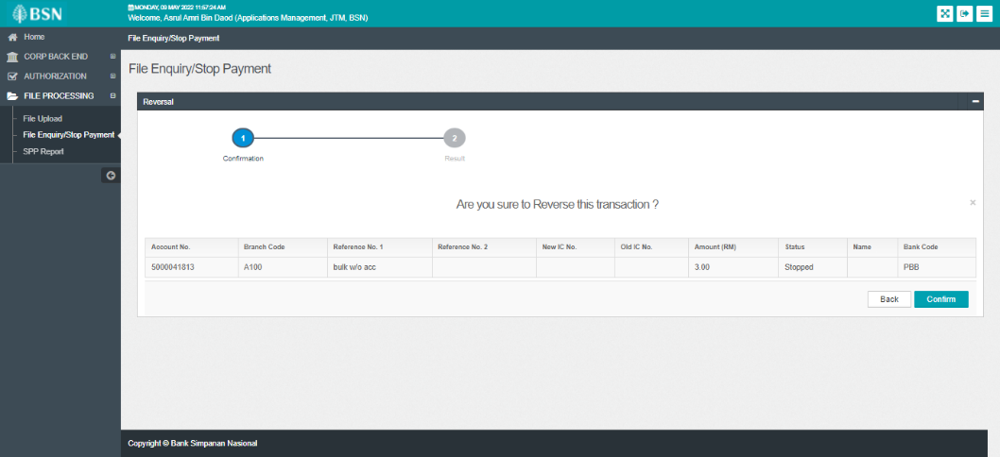 BSN
MONDAY, 09 MAY 2022 11:57:24 AM
Welcome, Asrul Amri Bin Daod (Applications Management, JTM, BSN)
Home
File Enquiry/Stop Payment
CORP BACK END
AUTHORIZATION
FILE PROCESSING
File Upload
File Enquiry/Stop Payment
SPP Report
File Enquiry/Stop Payment
Reversal
1 2
Confirmation Result
Are you sure to Reverse this transaction ? ×
Account No. Branch Code Reference No. 1 Reference No. 2 New IC No. Old IC No. Amount (RM) Status Name Bank Code
5000041813 A100 bulk w/o acc 3.00 Stopped PBB
Back Confirm
Copyright © Bank Simpanan Nasional